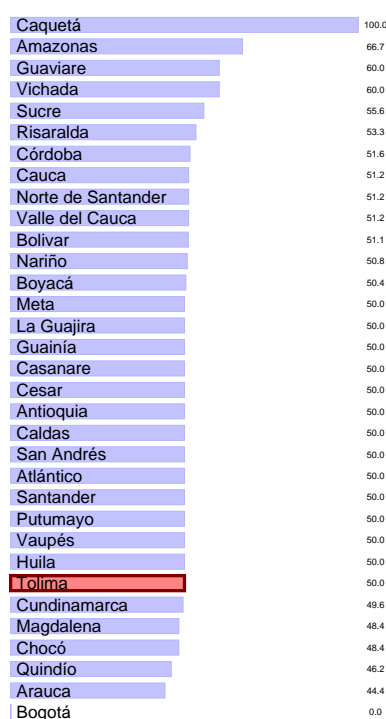 Caquetá 100.0
Amazonas 66.7
Guaviare 60.0
Vichada 60.0
Sucre 55.6
Risaralda 53.3
Córdoba 51.6
Cauca 51.2
Norte de Santander 51.2
Valle del Cauca 51.2
Bolivar 51.1
Nariño 50.8
Boyacá 50.4
Meta 50.0
La Guajira 50.0
Guainía 50.0
Casanare 50.0
Cesar 50.0
Antioquia 50.0
Caldas 50.0
San Andrés 50.0
Atlántico 50.0
Santander 50.0
Putumayo 50.0
Vaupés 50.0
Huila 50.0
Tolima 50.0
Cundinamarca 49.6
Magdalena 48.4
Chocó 48.4
Quindío 46.2
Arauca 44.4
Bogotá 0.0